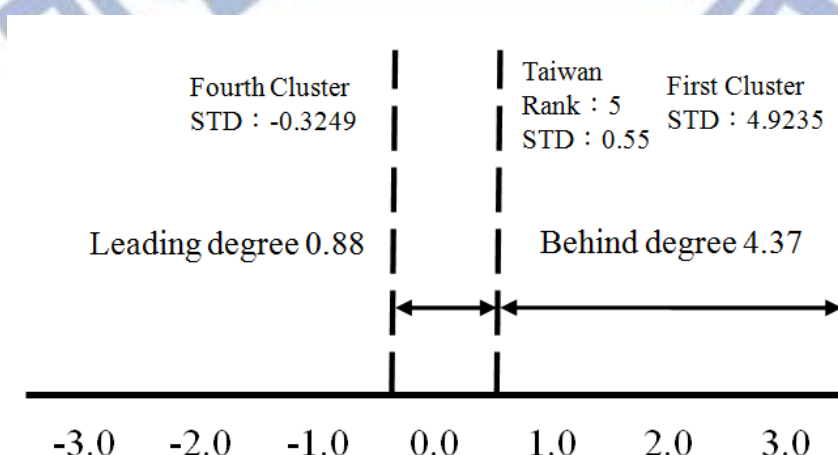 Fourth Cluster
STD：-0.3249
Taiwan
Rank：5
STD：0.55
First Cluster
STD：4.9235
Leading degree 0.88
Behind degree 4.37
-3.0 -2.0 -1.0 0.0 1.0 2.0 3.0